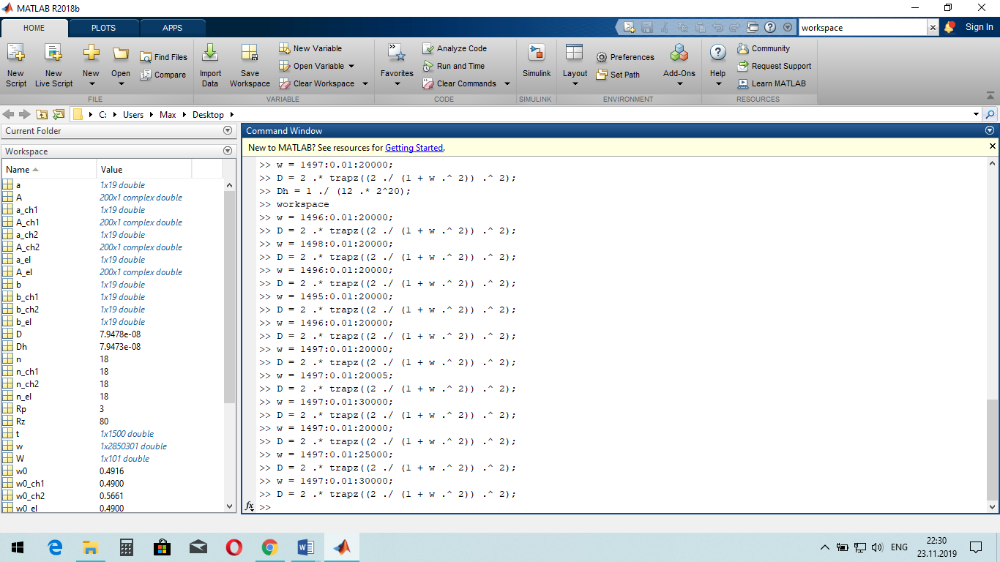 MATLAB R2018b
HOME PLOTS APPS workspace Sign In
New Script
New Live Script
New
Open
Find Files
Compare
FILE
Import Data
Save Workspace
New Variable
Open Variable
Clear Workspace
VARIABLE
Favorites
Analyze Code
Run and Time
Clear Commands
CODE
Simulink
SIMULINK
Layout
Preferences
Set Path
Add-Ons
ENVIRONMENT
Help
Community
Request Support
Learn MATLAB
RESOURCES
C: Users Max Desktop
Current Folder
Workspace
Name Value
a 1x19 double
A 200x1 complex double
a_ch1 1x19 double
A_ch1 200x1 complex double
a_ch2 1x19 double
A_ch2 200x1 complex double
a_el 1x19 double
A_el 200x1 complex double
b 1x19 double
b_ch1 1x19 double
b_ch2 1x19 double
b_el 1x19 double
D 7.9478e-08
Dh 7.9473e-08
n 18
n_ch1 18
n_ch2 18
n_el 18
Rp 3
Rz 80
t 1x1500 double
w 1x2850301 double
W 1x101 double
w0 0.4916
w0_ch1 0.4900
w0_ch2 0.5661
w0_el 0.4900
Command Window
New to MATLAB? See resources for Getting Started.
>> w = 1497:0.01:20000;
>> D = 2 .* trapz((2 ./ (1 + w .^ 2)) .^ 2);
>> Dh = 1 ./ (12 .* 2^20);
>> workspace
>> w = 1496:0.01:20000;
>> D = 2 .* trapz((2 ./ (1 + w .^ 2)) .^ 2);
>> w = 1498:0.01:20000;
>> D = 2 .* trapz((2 ./ (1 + w .^ 2)) .^ 2);
>> w = 1496:0.01:20000;
>> D = 2 .* trapz((2 ./ (1 + w .^ 2)) .^ 2);
>> w = 1495:0.01:20000;
>> D = 2 .* trapz((2 ./ (1 + w .^ 2)) .^ 2);
>> w = 1496:0.01:20000;
>> D = 2 .* trapz((2 ./ (1 + w .^ 2)) .^ 2);
>> w = 1497:0.01:20000;
>> D = 2 .* trapz((2 ./ (1 + w .^ 2)) .^ 2);
>> w = 1497:0.01:20005;
>> D = 2 .* trapz((2 ./ (1 + w .^ 2)) .^ 2);
>> w = 1497:0.01:30000;
>> D = 2 .* trapz((2 ./ (1 + w .^ 2)) .^ 2);
>> w = 1497:0.01:20000;
>> D = 2 .* trapz((2 ./ (1 + w .^ 2)) .^ 2);
>> w = 1497:0.01:25000;
>> D = 2 .* trapz((2 ./ (1 + w .^ 2)) .^ 2);
>> w = 1497:0.01:30000;
>> D = 2 .* trapz((2 ./ (1 + w .^ 2)) .^ 2);
fx >>
ENG 22:30
23.11.2019